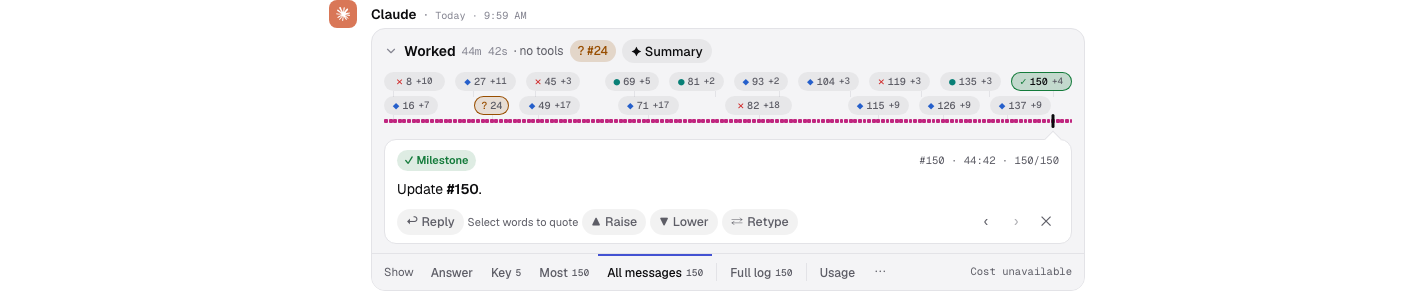 Claude · Today · 9:59 AM
Worked 44m 42s · no tools ? #24 ✦ Summary
✕ 8 +10 ◆ 27 +11 ✕ 45 +3 ● 69 +5 ● 81 +2 ◆ 93 +2 ◆ 104 +3 ✕ 119 +3 ● 135 +3 ✓ 150 +4
◆ 16 +7 ? 24 ◆ 49 +17 ◆ 71 +17 ✕ 82 +18 ◆ 115 +9 ◆ 126 +9 ◆ 137 +9
✓ Milestone #150 · 44:42 · 150/150
Update #150.
↩ Reply Select words to quote ▲ Raise ▼ Lower ⇄ Retype ‹ › ✕
Show Answer Key 5 Most 150 All messages 150 Full log 150 Usage ··· Cost unavailable